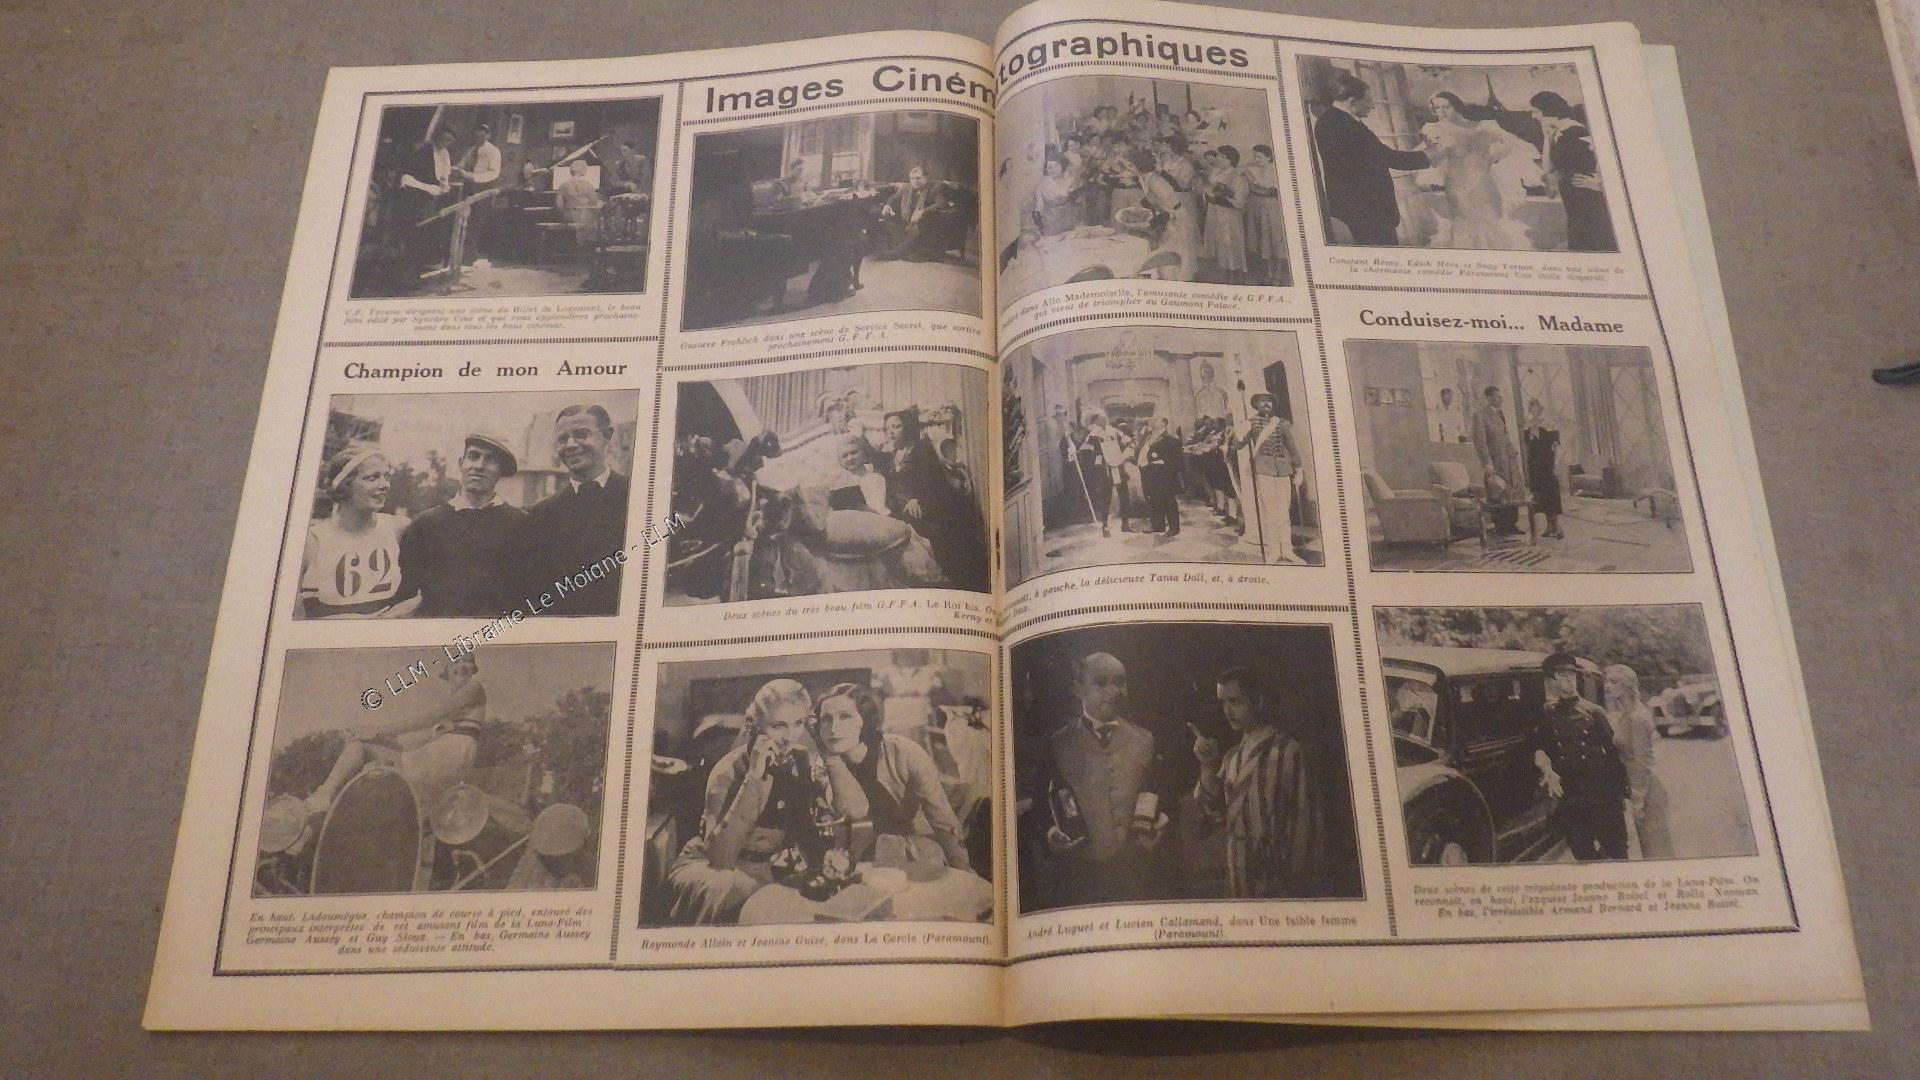 Images Ciném
tographiques
C.F. Tavano dirigeant une scène du Billet de Logement, le beau
film édité par Synchro Ciné et que vous applaudirez prochaine-
ment dans tous les bons cinémas.
Champion de mon Amour
62
En haut, Ladoumègue, champion de course à pied, entouré des
principaux interprètes de cet amusant film de la Luna-Film :
Germaine Aussey et Guy Sloux. — En bas, Germaine Aussey
dans une séduisante attitude.
Gustave Frohlich dans une scène de Service Secret, que sortira
prochainement G. F. F. A.
Deux scènes du très beau film G.F.F.A. Le Roi bis. On
Kerny et
Raymonde Allain et Jeanine Guise, dans Le Cercle (Paramount).
dans Allo Mademoiselle, l'amusante comédie de G.F.F.A.,
qui vient de triompher au Gaumont Palace.
à gauche, la délicieuse Tania Doll, et, à droite,
André Luguet et Lucien Callamand, dans Une faible femme
(Paramount).
Constant Rémy, Edith Méra et Suzy Vernon, dans une scène de
la charmante comédie Paramount Une étoile disparaît.
Conduisez-moi... Madame
Deux scènes de cette trépidante production de la Luna-Film. On
reconnaît, en haut, l'exquise Jeanne Boitel et Rolla Norman.
En bas, l'irrésistible Armand Bernard et Jeanne Boitel.
© LLM - Librairie Le Moigne - LLM